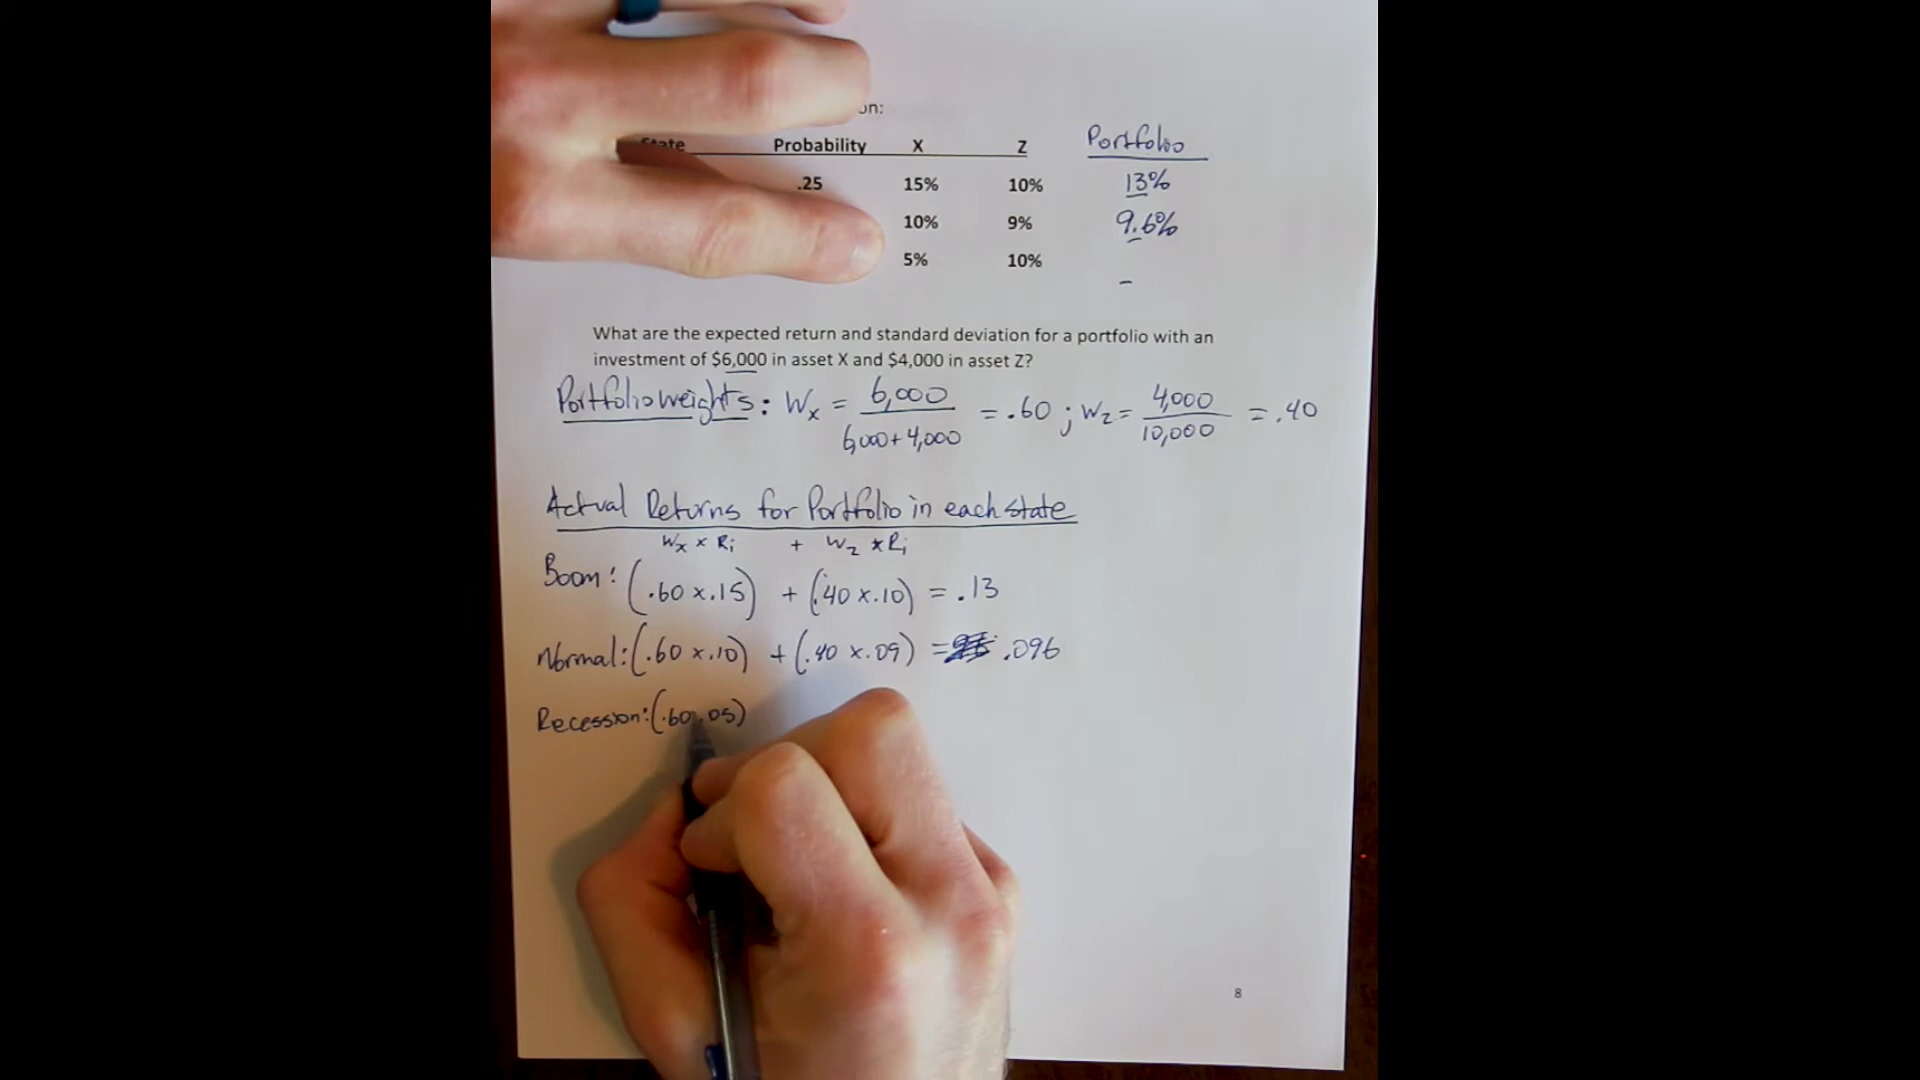 on:
State Probability X Z Portfolio
.25 15% 10% 13%
10% 9% 9.6%
5% 10% -
What are the expected return and standard deviation for a portfolio with an
investment of $6,000 in asset X and $4,000 in asset Z?
Portfolio weights: Wx = 6,000 / 6,000 + 4,000 = .60 ; Wz = 4,000 / 10,000 = .40
Actual Returns for Portfolio in each state
Wx × Ri + Wz × Ri
Boom: (.60 × .15) + (.40 × .10) = .13
Normal: (.60 × .10) + (.40 × .09) = .096
Recession: (.60 .05)
8